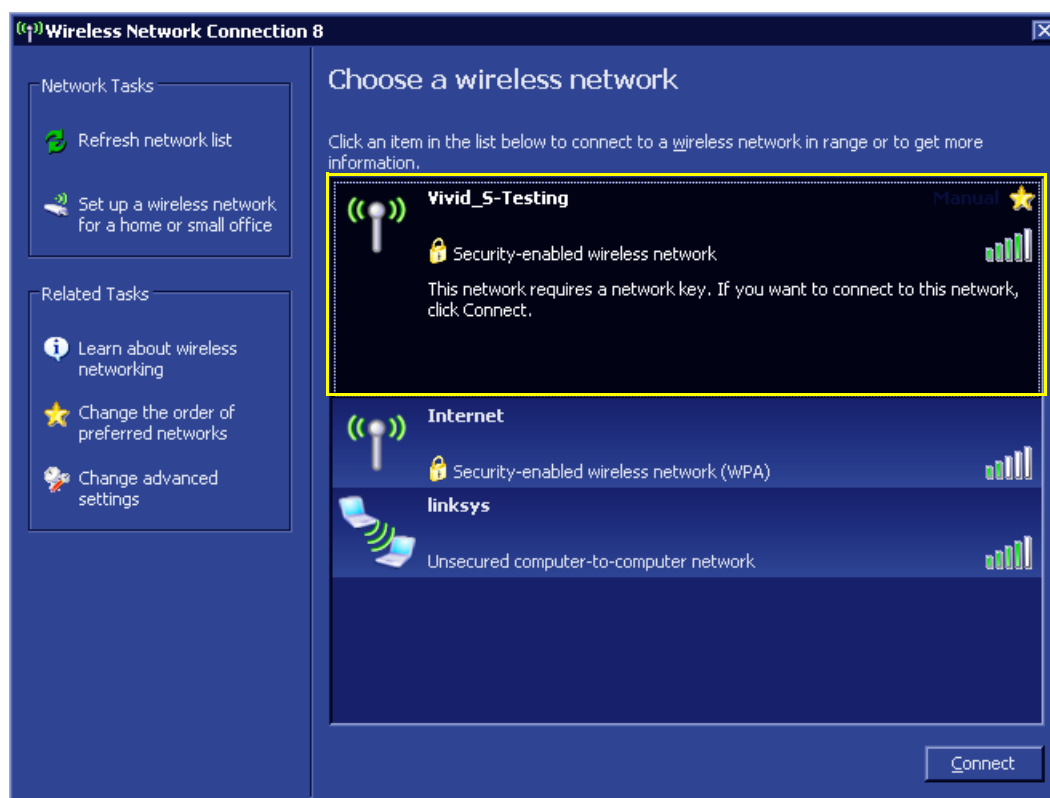 Wireless Network Connection 8
Network Tasks
Refresh network list
Set up a wireless network
for a home or small office
Related Tasks
Learn about wireless
networking
Change the order of
preferred networks
Change advanced
settings
Choose a wireless network
Click an item in the list below to connect to a wireless network in range or to get more
information.
Vivid_S-Testing
Manual
Security-enabled wireless network
This network requires a network key. If you want to connect to this network,
click Connect.
Internet
Security-enabled wireless network (WPA)
linksys
Unsecured computer-to-computer network
Connect